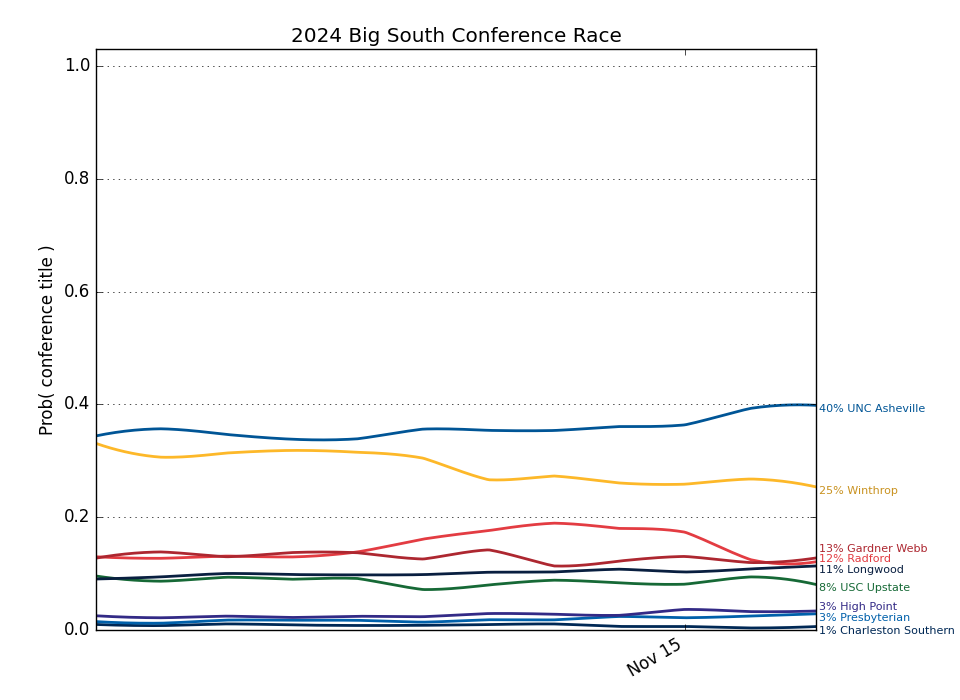 2024 Big South Conference Race
Prob( conference title )
1.0
0.8
0.6
0.4
0.2
0.0
Nov 15
40% UNC Asheville
25% Winthrop
13% Gardner Webb
12% Radford
11% Longwood
8% USC Upstate
3% High Point
3% Presbyterian
1% Charleston Southern